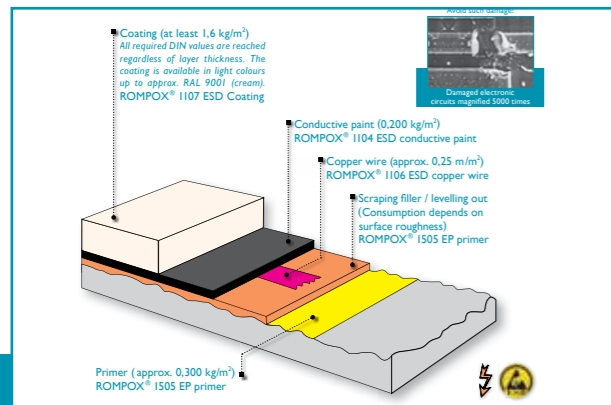 Avoid such damage:
Damaged electronic
circuits magnified 5000 times
Coating (at least 1,6 kg/m²)
All required DIN values are reached
regardless of layer thickness. The
coating is available in light colours
up to approx. RAL 9001 (cream).
ROMPOX® 1107 ESD Coating
Conductive paint (0,200 kg/m²)
ROMPOX® 1104 ESD conductive paint
Copper wire (approx. 0,25 m/m²)
ROMPOX® 1106 ESD copper wire
Scraping filler / levelling out
(Consumption depends on
surface roughness)
ROMPOX® 1505 EP primer
Primer (approx. 0,300 kg/m²)
ROMPOX® 1505 EP primer